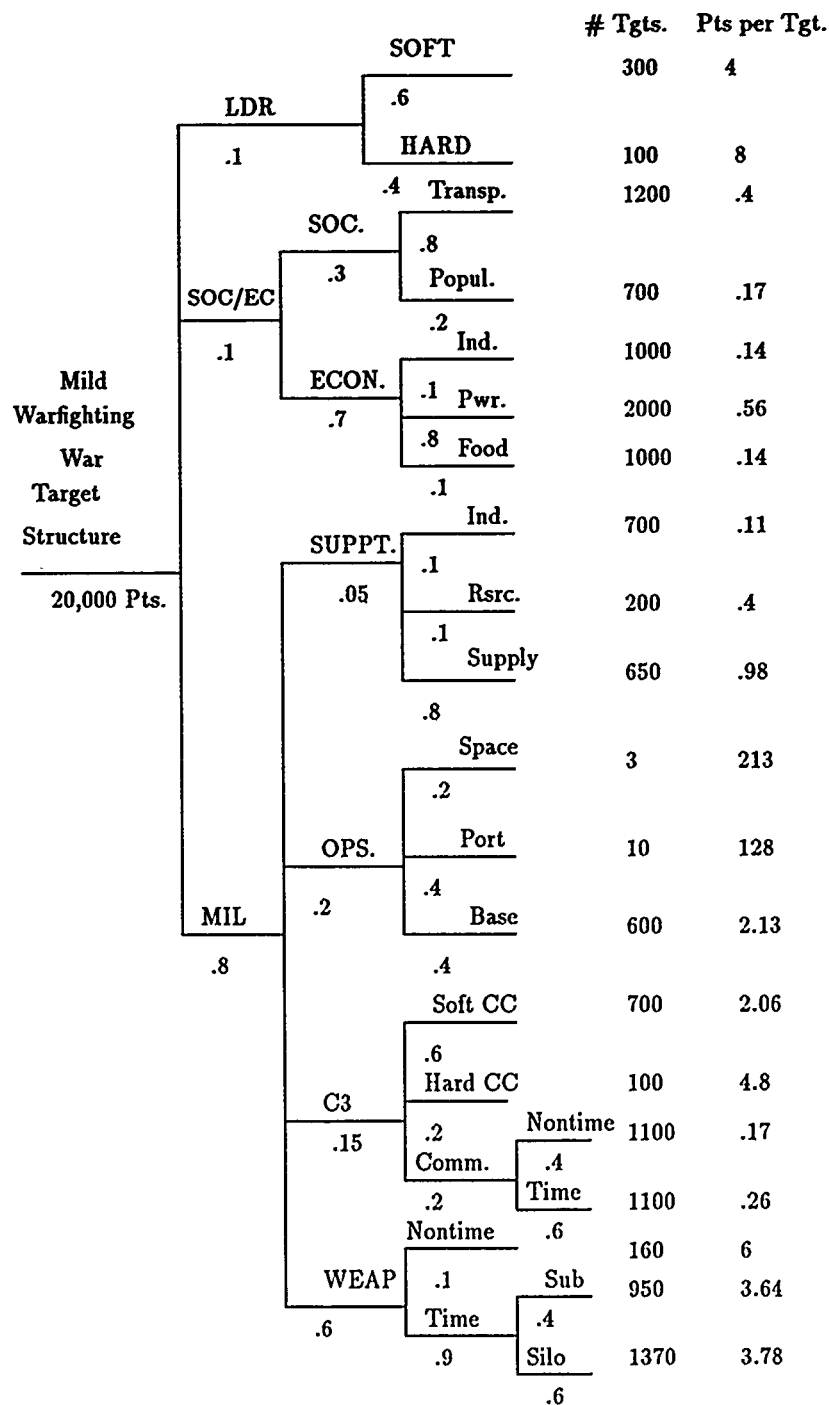 # Tgts. Pts per Tgt.
SOFT 300 4
.6
LDR
.1
HARD 100 8
.4 Transp. 1200 .4
SOC. .8
.3 Popul. 700 .17
SOC/EC .2
.1 Ind. 1000 .14
ECON. .1 Pwr. 2000 .56
.7 .8 Food 1000 .14
.1
Mild
Warfighting
War
Target
Structure
20,000 Pts.
Ind. 700 .11
SUPPT. .1
.05 Rsrc. 200 .4
.1
Supply 650 .98
.8
Space 3 213
.2
OPS. Port 10 128
.2 .4
MIL Base 600 2.13
.8 .4
Soft CC 700 2.06
.6
Hard CC 100 4.8
C3
.15 .2 Nontime 1100 .17
Comm. .4
.2 Time 1100 .26
.6
Nontime 160 6
WEAP .1 Sub 950 3.64
.6 Time .4
.9 Silo 1370 3.78
.6